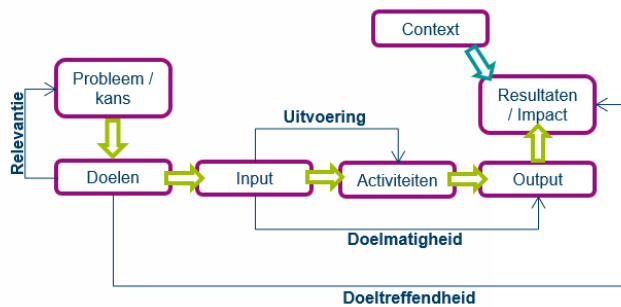 Context
Probleem /
kans
Resultaten
/ Impact
Relevantie
Uitvoering
Doelen
Input
Activiteiten
Output
Doelmatigheid
Doeltreffendheid